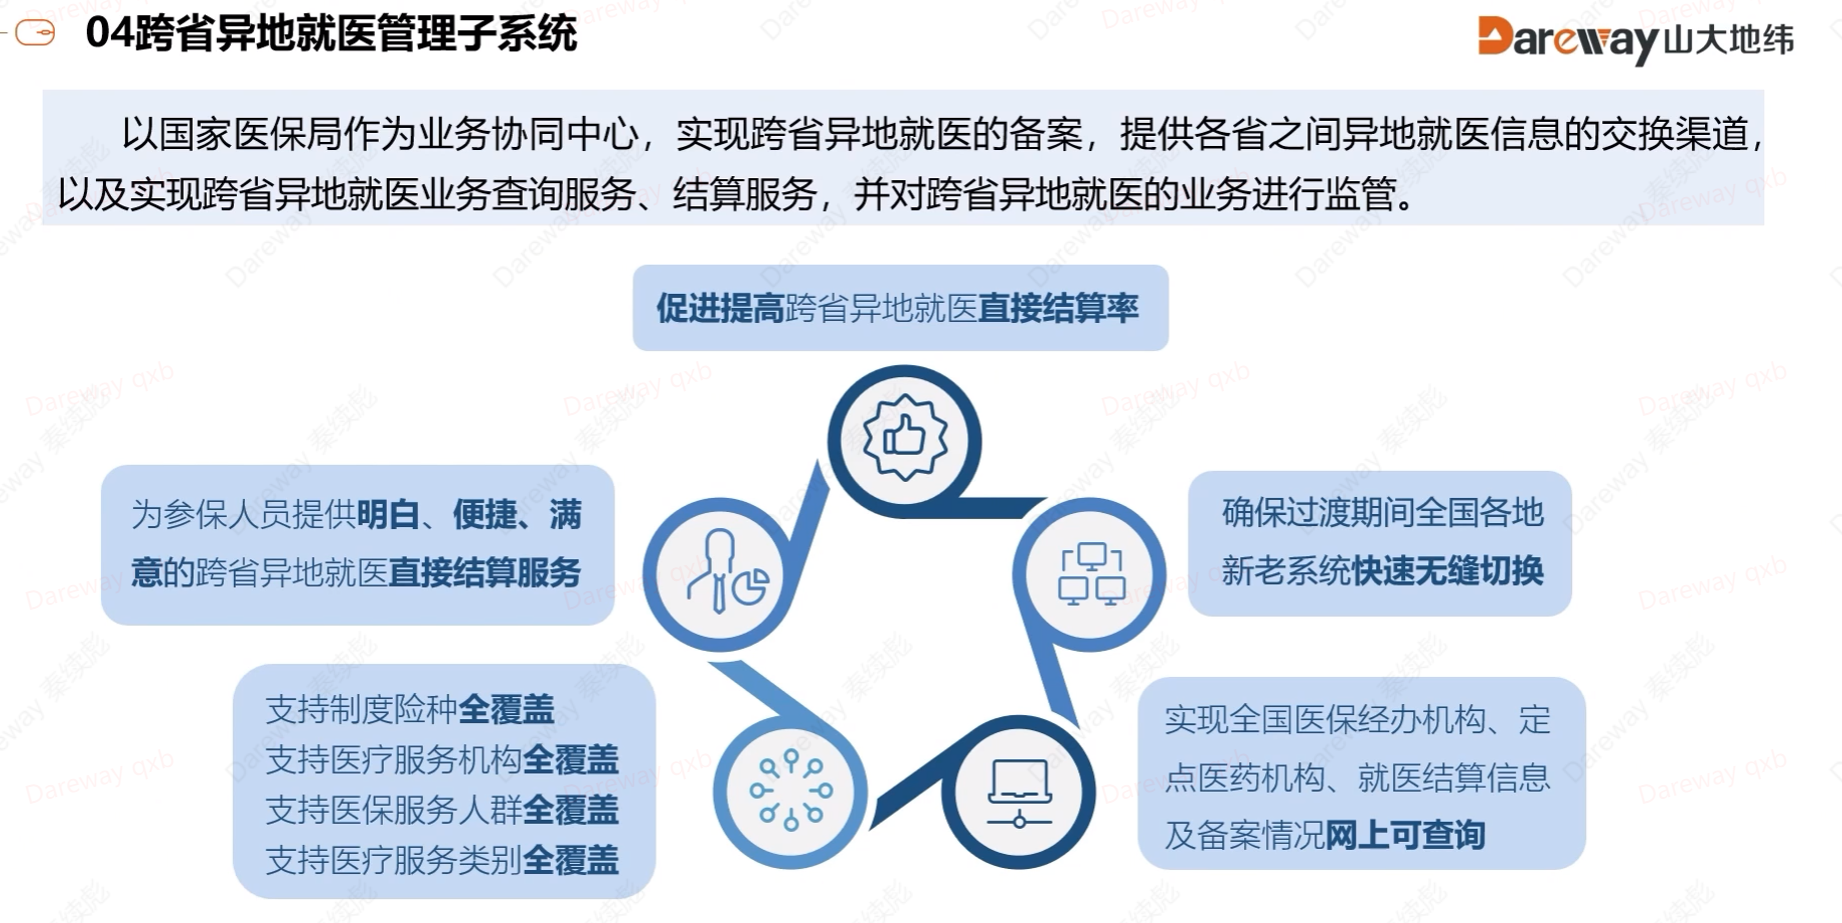 04跨省异地就医管理子系统
Dareway山大地纬
以国家医保局作为业务协同中心，实现跨省异地就医的备案，提供各省之间异地就医信息的交换渠道，
以及实现跨省异地就医业务查询服务、结算服务，并对跨省异地就医的业务进行监管。
促进提高跨省异地就医直接结算率
为参保人员提供明白、便捷、满
意的跨省异地就医直接结算服务
确保过渡期间全国各地
新老系统快速无缝切换
支持制度险种全覆盖
支持医疗服务机构全覆盖
支持医保服务人群全覆盖
支持医疗服务类别全覆盖
实现全国医保经办机构、定
点医药机构、就医结算信息
及备案情况网上可查询
Dareway qxb
Dareway 秦续彪